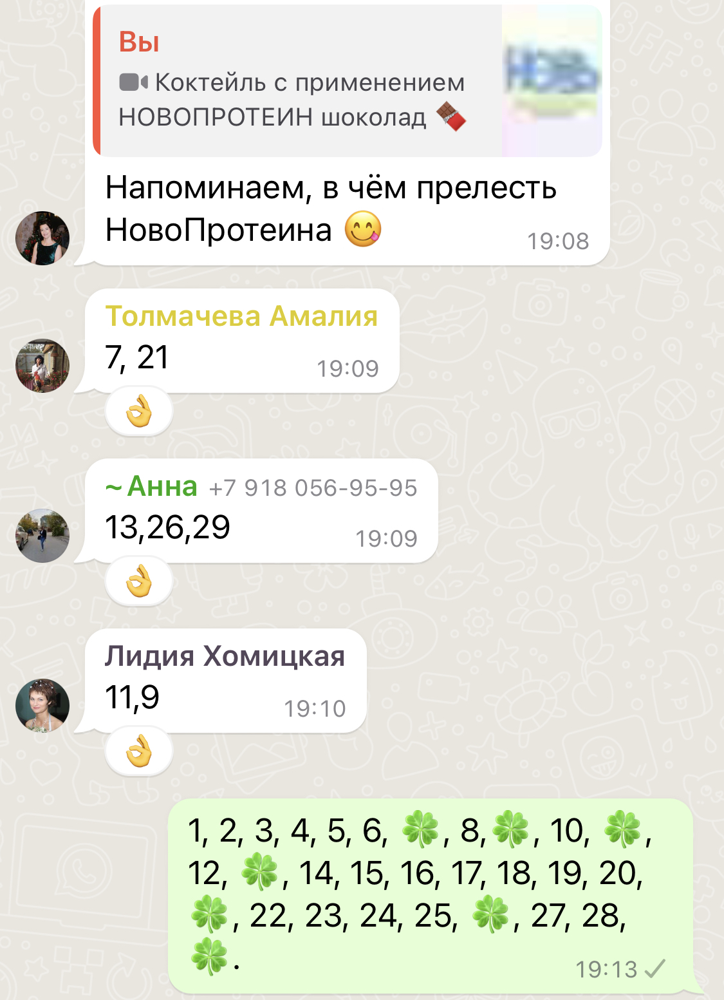 Вы
Коктейль с применением
НОВОПРОТЕИН шоколад 🍫
Напоминаем, в чём прелесть
НовоПротеина 😋
19:08
Толмачева Амалия
7, 21
19:09
👌
~ Анна +7 918 056-95-95
13,26,29
19:09
👌
Лидия Хомицкая
11,9
19:10
👌
1, 2, 3, 4, 5, 6, 🍀, 8,🍀, 10, 🍀,
12, 🍀, 14, 15, 16, 17, 18, 19, 20,
🍀, 22, 23, 24, 25, 🍀, 27, 28,
🍀.
19:13